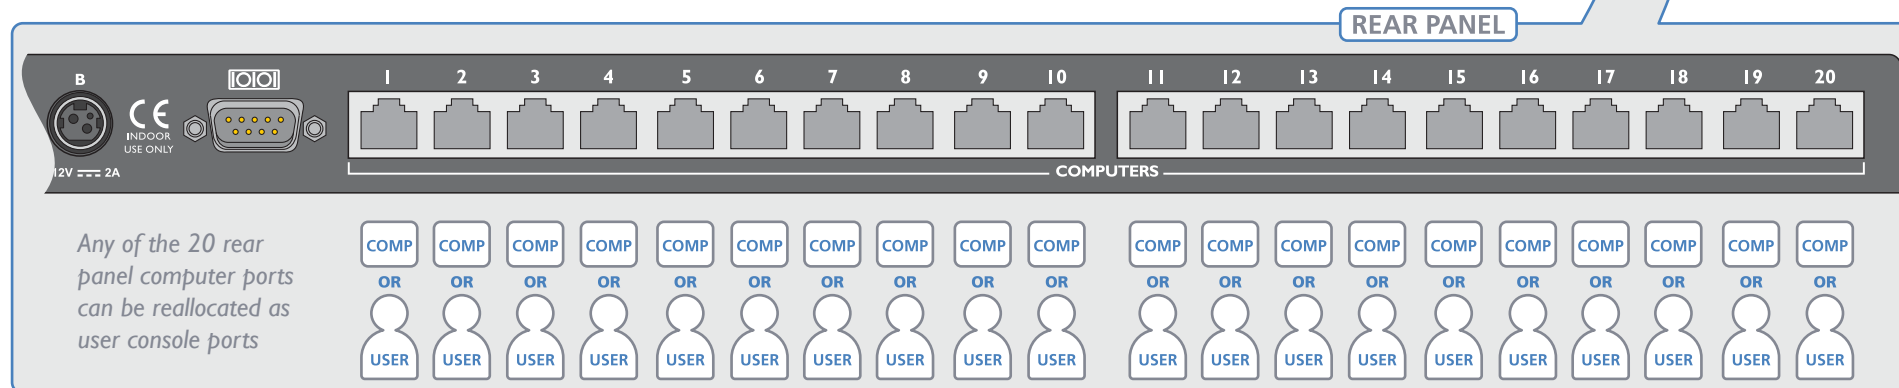 REAR PANEL
B
IOIOI
1 2 3 4 5 6 7 8 9 10 11 12 13 14 15 16 17 18 19 20
CE
INDOOR
USE ONLY
12V 2A
COMPUTERS
Any of the 20 rear
panel computer ports
can be reallocated as
user console ports
COMP COMP COMP COMP COMP COMP COMP COMP COMP COMP COMP COMP COMP COMP COMP COMP COMP COMP COMP COMP
OR OR OR OR OR OR OR OR OR OR OR OR OR OR OR OR OR OR OR OR
USER USER USER USER USER USER USER USER USER USER USER USER USER USER USER USER USER USER USER USER